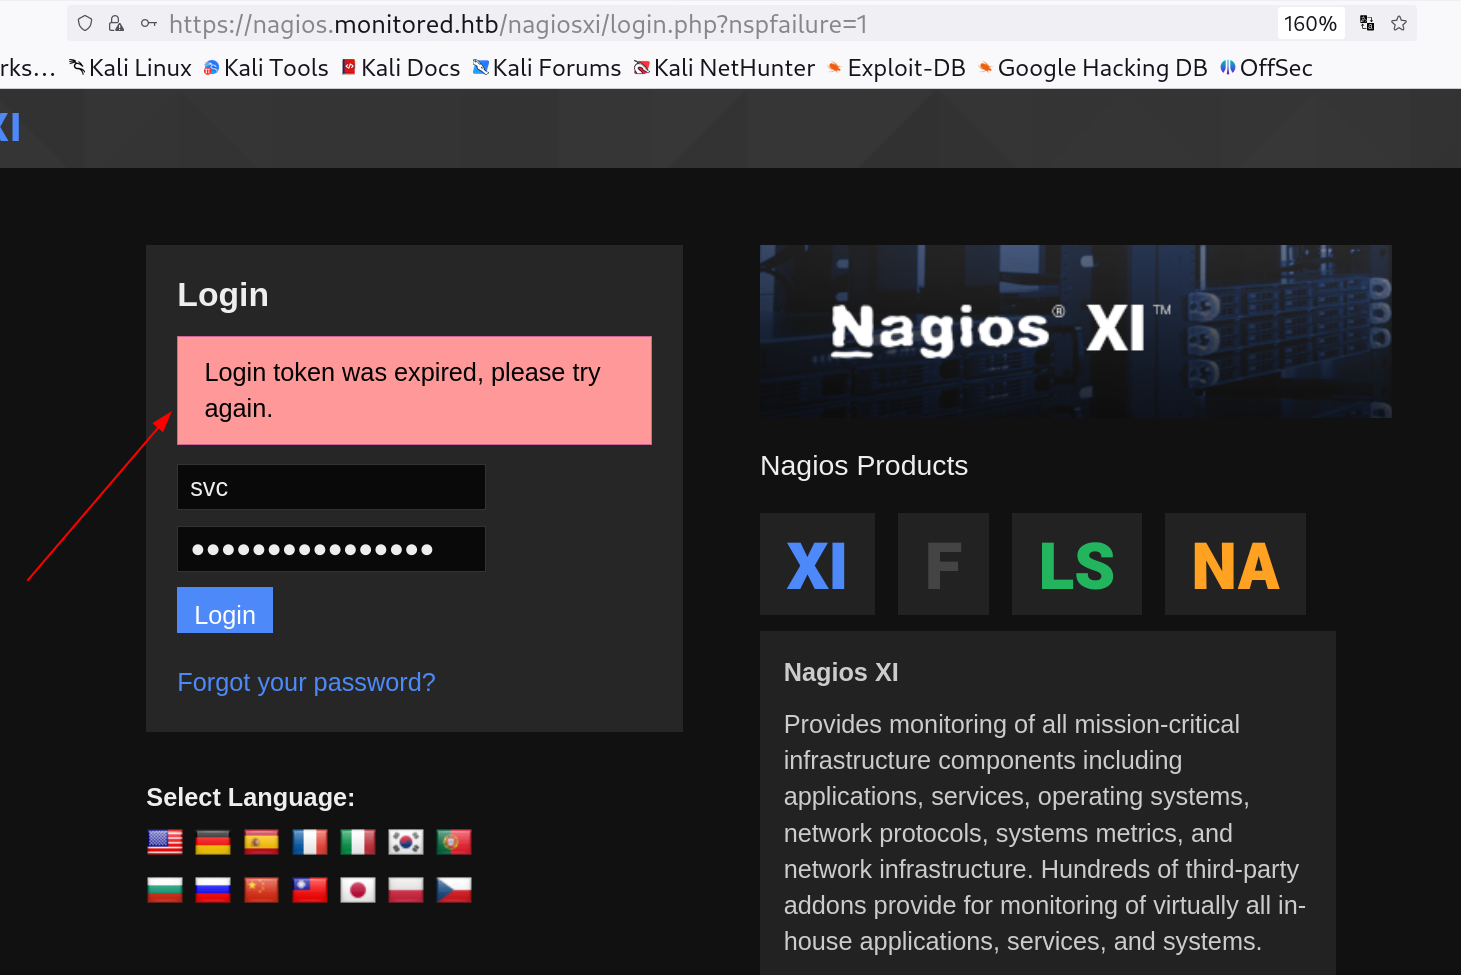 https://nagios.monitored.htb/nagiosxi/login.php?nspfailure=1
160%
rks...
Kali Linux
Kali Tools
Kali Docs
Kali Forums
Kali NetHunter
Exploit-DB
Google Hacking DB
OffSec
XI
Login
Login token was expired, please try
again.
svc
●●●●●●●●●●●●●●●●
Login
Forgot your password?
Select Language:
Nagios® XI™
Nagios Products
XI
F
LS
NA
Nagios XI
Provides monitoring of all mission-critical
infrastructure components including
applications, services, operating systems,
network protocols, systems metrics, and
network infrastructure. Hundreds of third-party
addons provide for monitoring of virtually all in-
house applications, services, and systems.